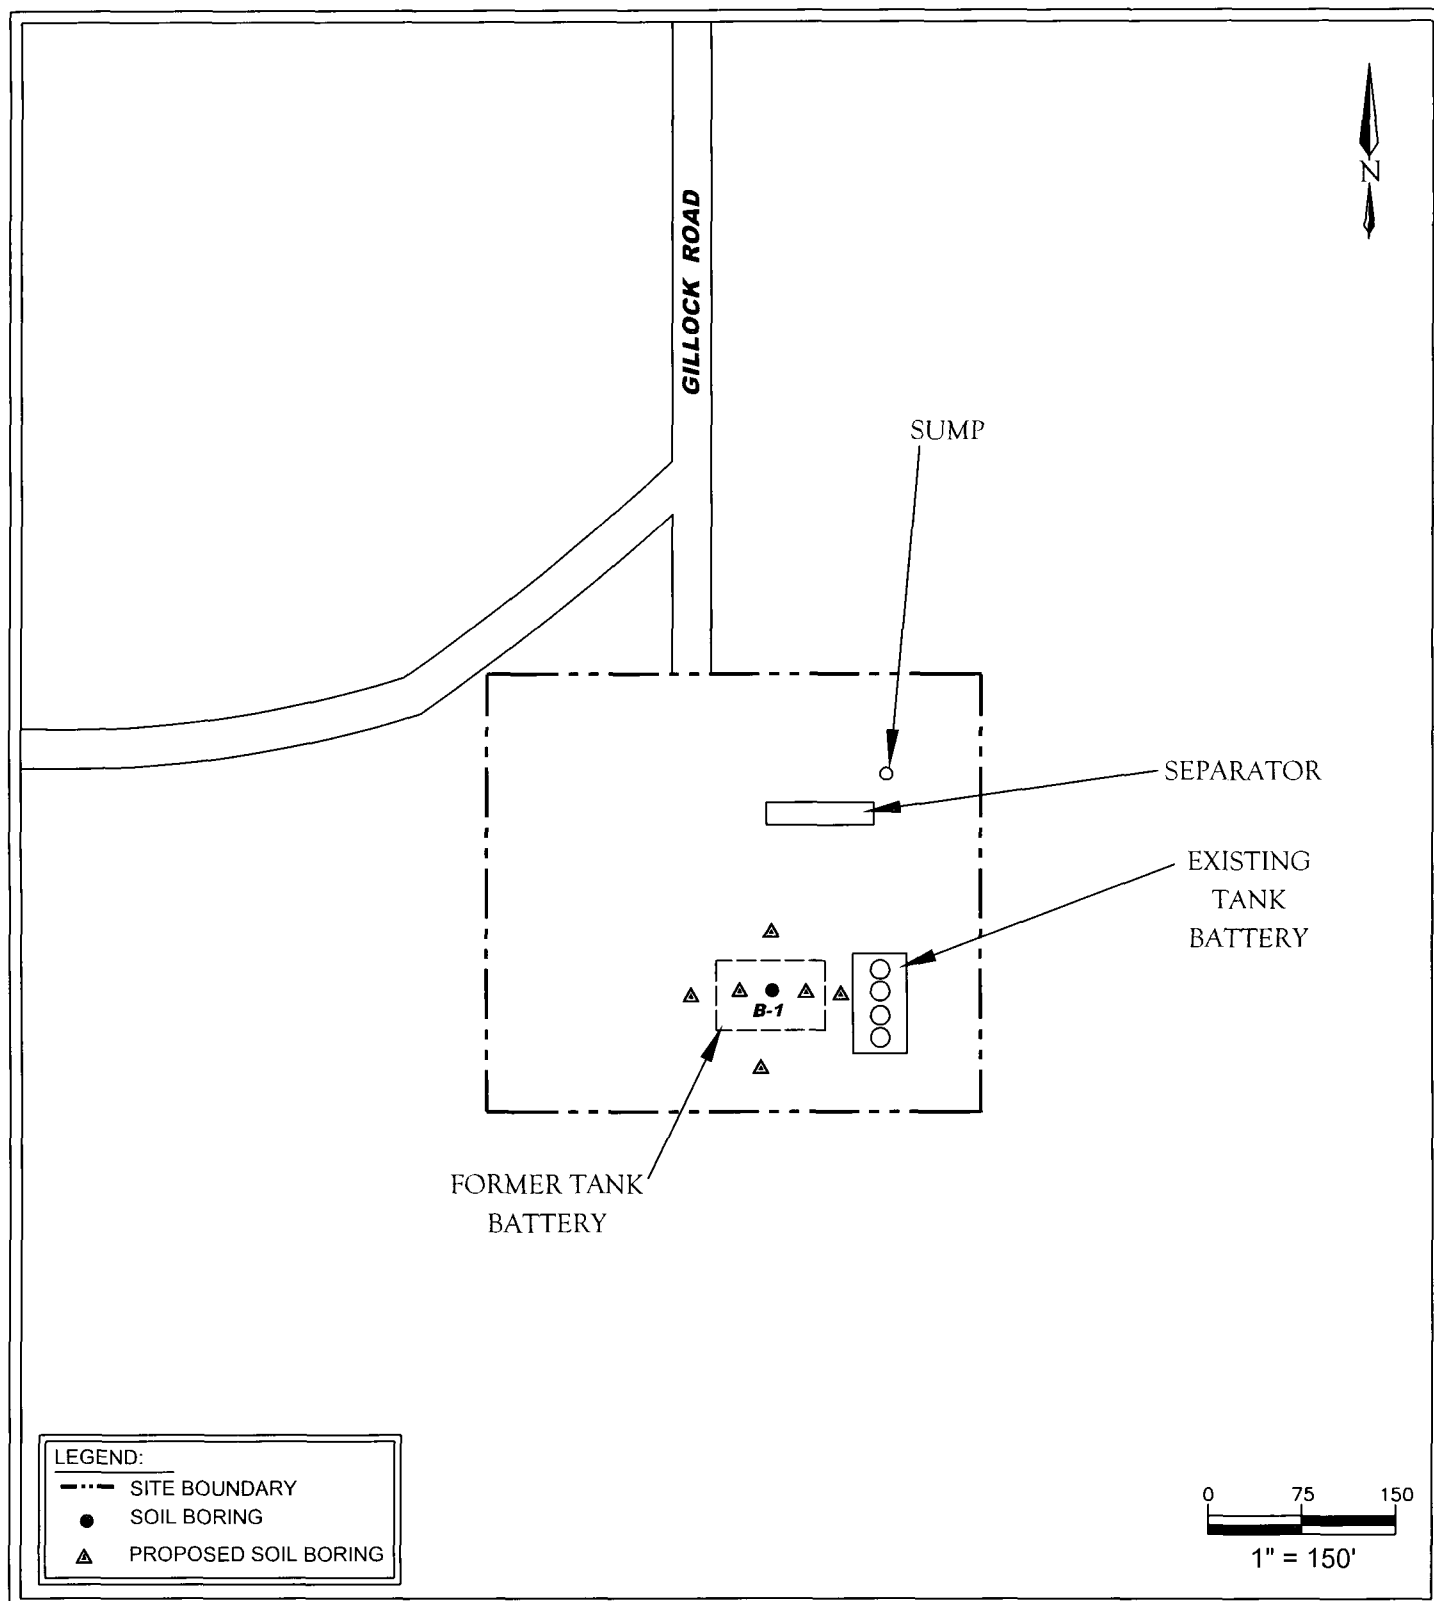 N
GILLOCK ROAD
SUMP
SEPARATOR
EXISTING
TANK
BATTERY
B-1
FORMER TANK
BATTERY
LEGEND:
SITE BOUNDARY
SOIL BORING
PROPOSED SOIL BORING
0 75 150
1" = 150'